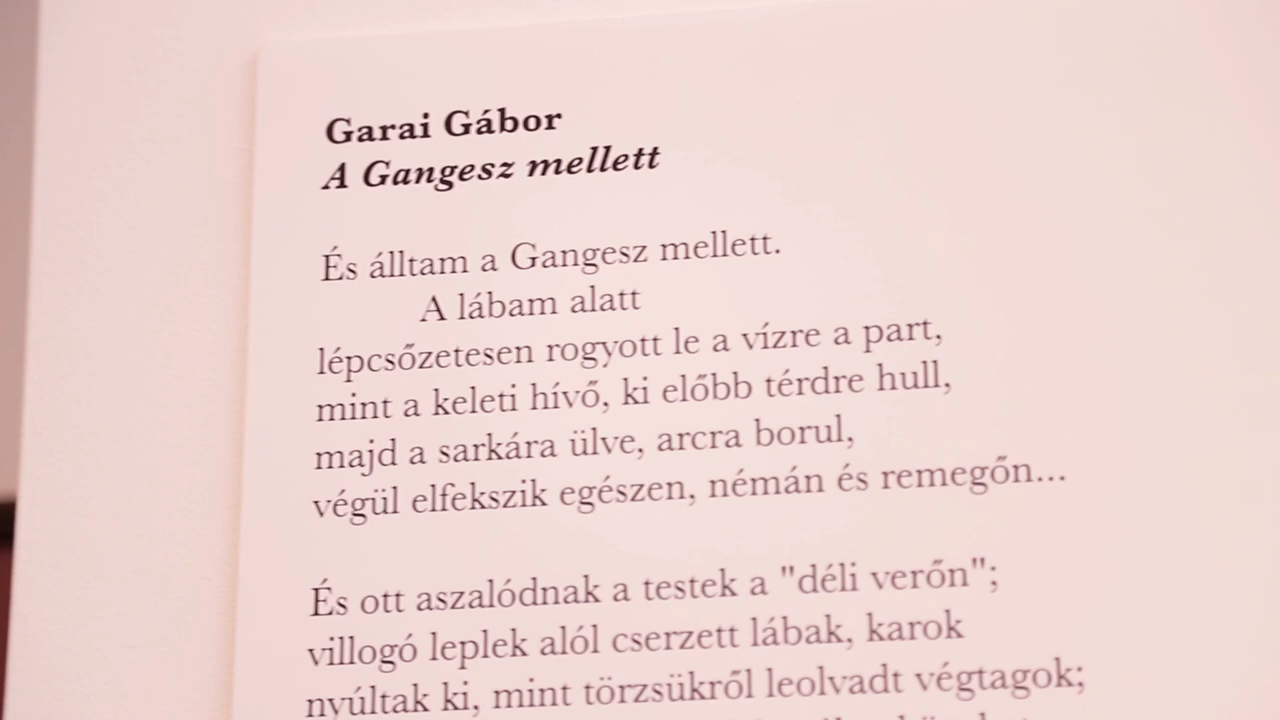 Garai Gábor
A Gangesz mellett
És álltam a Gangesz mellett.
A lábam alatt
lépcsőzetesen rogyott le a vízre a part,
mint a keleti hívő, ki előbb térdre hull,
majd a sarkára ülve, arcra borul,
végül elfekszik egészen, némán és remegőn...
És ott aszalódnak a testek a "déli verőn";
villogó leplek alól cserzett lábak, karok
nyúltak ki, mint törzsükről leolvadt végtagok;